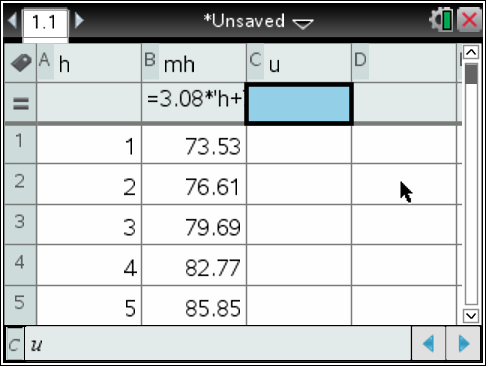 1.1 *Unsaved
A h B mh C u D
= =3.08*'h+
1 1 73.53
2 2 76.61
3 3 79.69
4 4 82.77
5 5 85.85
C u